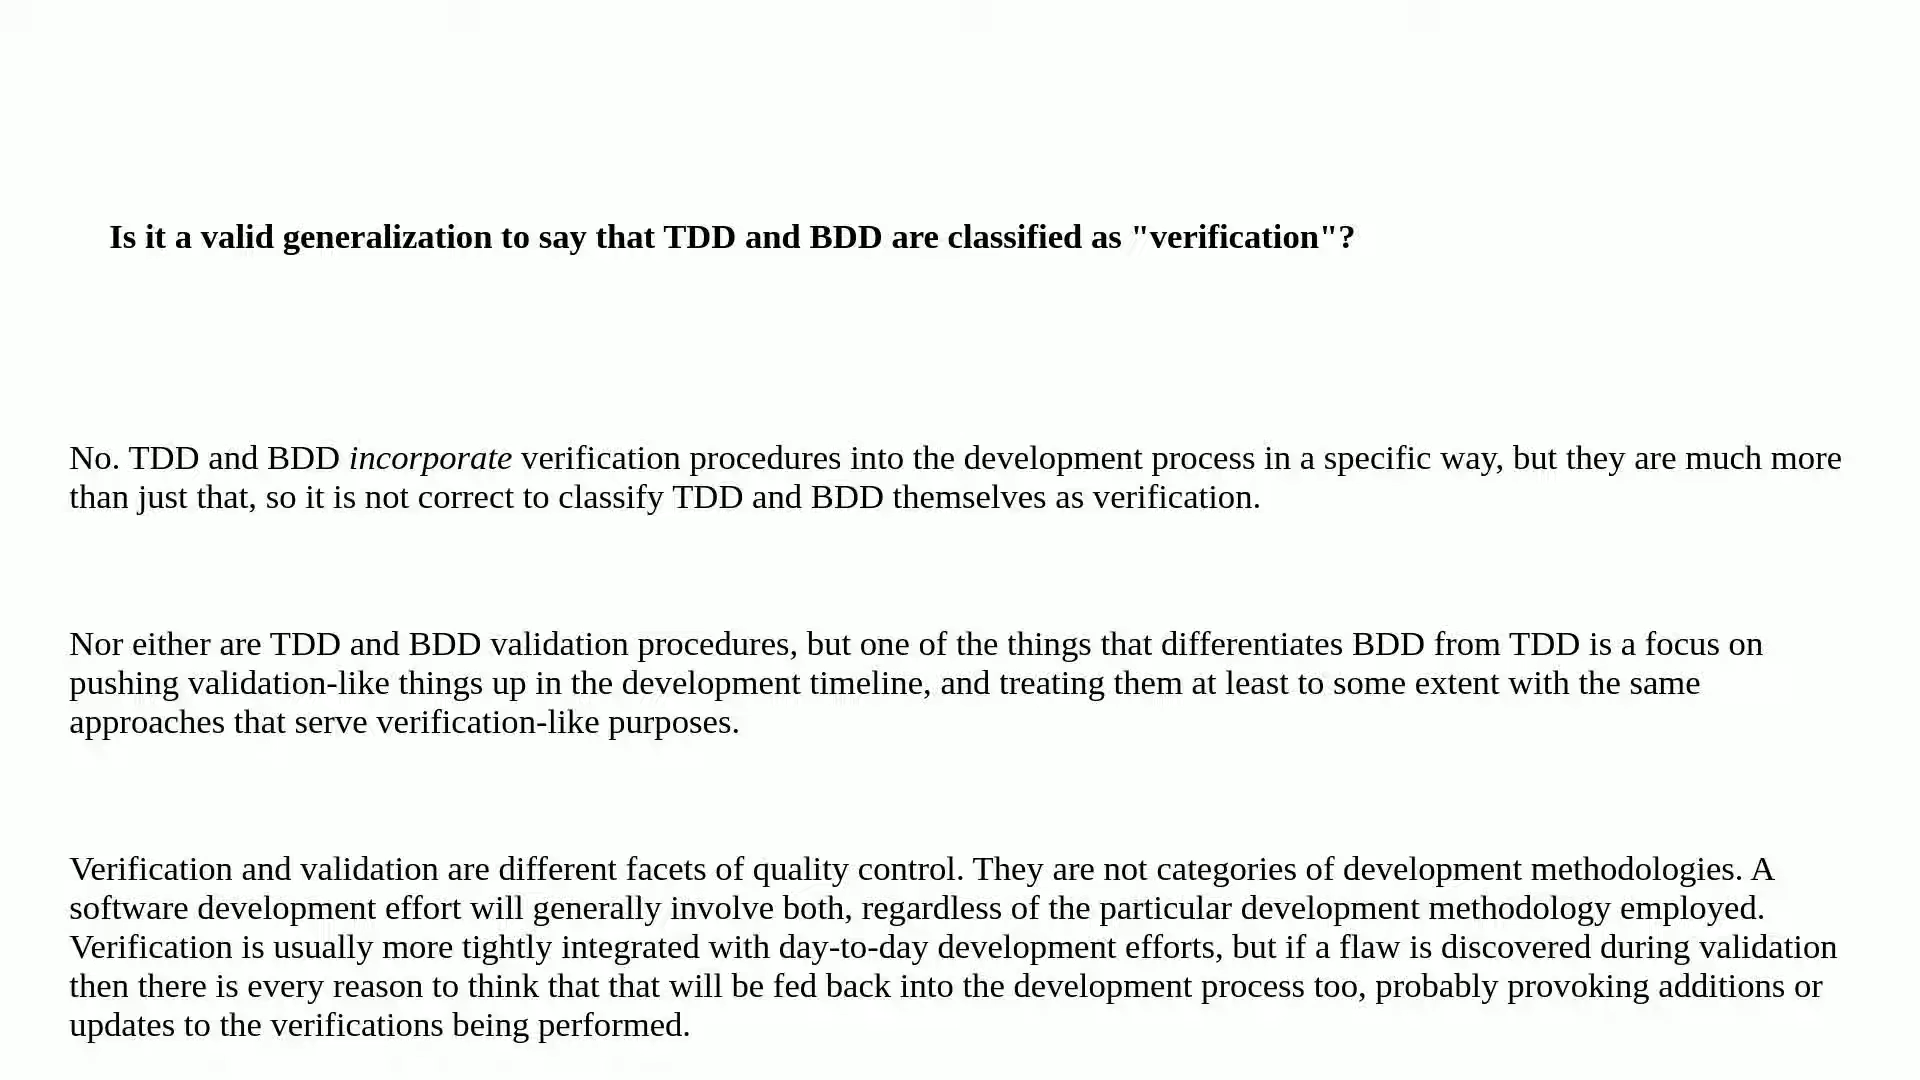 Is it a valid generalization to say that TDD and BDD are classified as "verification"?
No. TDD and BDD incorporate verification procedures into the development process in a specific way, but they are much more
than just that, so it is not correct to classify TDD and BDD themselves as verification.
Nor either are TDD and BDD validation procedures, but one of the things that differentiates BDD from TDD is a focus on
pushing validation-like things up in the development timeline, and treating them at least to some extent with the same
approaches that serve verification-like purposes.
Verification and validation are different facets of quality control. They are not categories of development methodologies. A
software development effort will generally involve both, regardless of the particular development methodology employed.
Verification is usually more tightly integrated with day-to-day development efforts, but if a flaw is discovered during validation
then there is every reason to think that that will be fed back into the development process too, probably provoking additions or
updates to the verifications being performed.